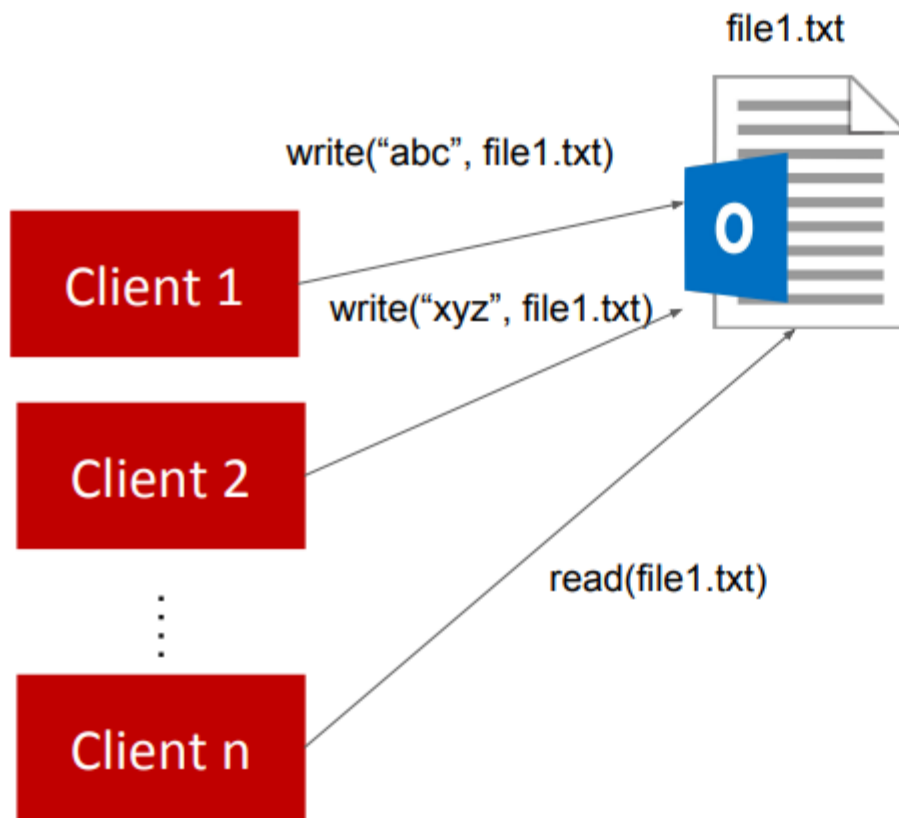 file1.txt
write(“abc”, file1.txt)
O
Client 1
write(“xyz”, file1.txt)
Client 2
read(file1.txt)
Client n